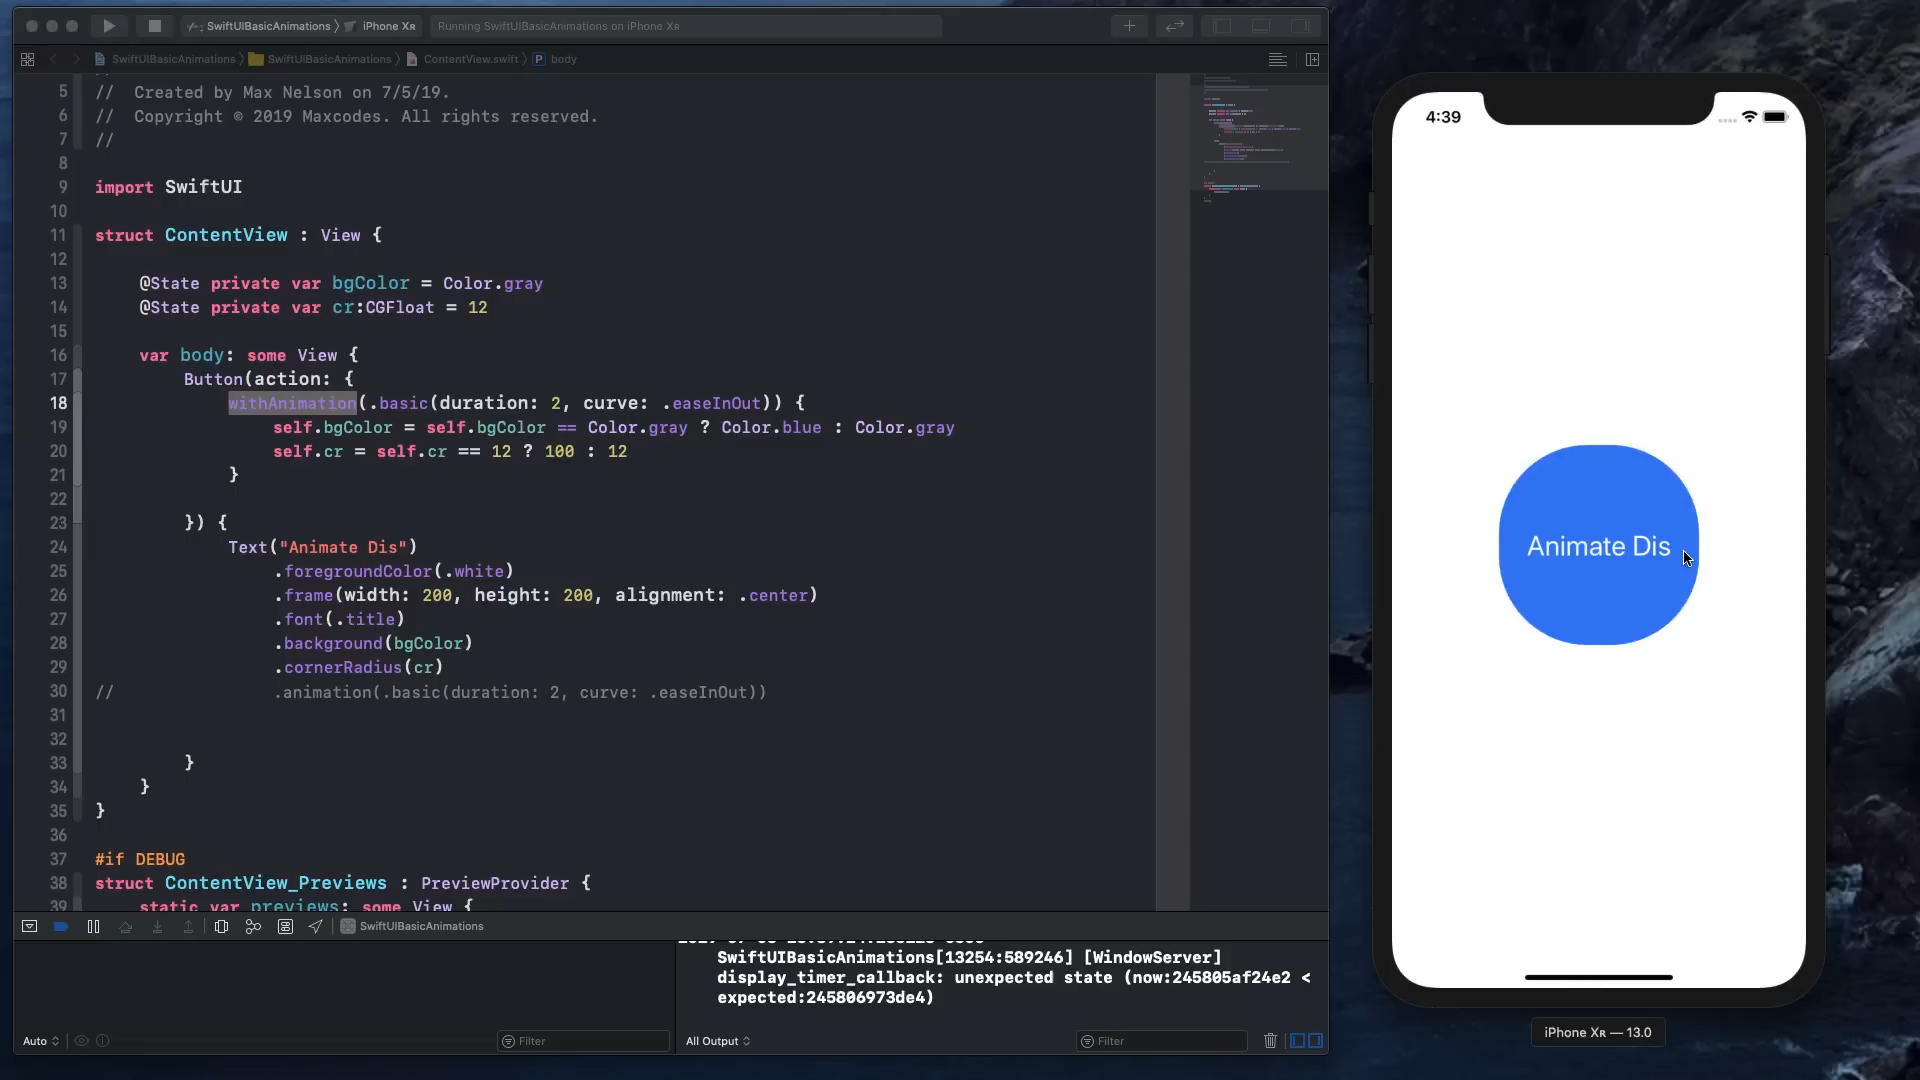 SwiftUIBasicAnimations 〉 iPhone Xʀ
Running SwiftUIBasicAnimations on iPhone Xʀ
SwiftUIBasicAnimations 〉 SwiftUIBasicAnimations 〉 ContentView.swift 〉 P body
5 //  Created by Max Nelson on 7/5/19.
6 //  Copyright © 2019 Maxcodes. All rights reserved.
7 //
8
9 import SwiftUI
10
11 struct ContentView : View {
12
13     @State private var bgColor = Color.gray
14     @State private var cr:CGFloat = 12
15
16     var body: some View {
17         Button(action: {
18             withAnimation(.basic(duration: 2, curve: .easeInOut)) {
19                 self.bgColor = self.bgColor == Color.gray ? Color.blue : Color.gray
20                 self.cr = self.cr == 12 ? 100 : 12
21             }
22
23         }) {
24             Text("Animate Dis")
25                 .foregroundColor(.white)
26                 .frame(width: 200, height: 200, alignment: .center)
27                 .font(.title)
28                 .background(bgColor)
29                 .cornerRadius(cr)
30 //                .animation(.basic(duration: 2, curve: .easeInOut))
31
32
33         }
34     }
35 }
36
37 #if DEBUG
38 struct ContentView_Previews : PreviewProvider {
39     static var previews: some View {
SwiftUIBasicAnimations
SwiftUIBasicAnimations[13254:589246] [WindowServer]
display_timer_callback: unexpected state (now:245805af24e2 <
expected:245806973de4)
Auto
Filter
All Output
Filter
4:39
Animate Dis
iPhone Xʀ — 13.0